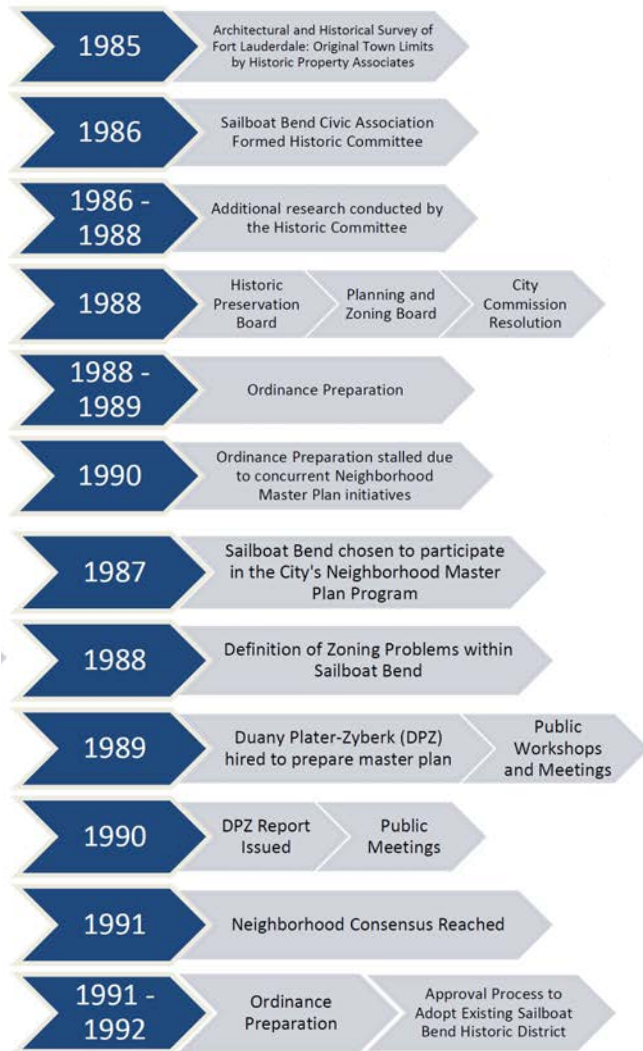 1985
Architectural and Historical Survey of
Fort Lauderdale: Original Town Limits
by Historic Property Associates
1986
Sailboat Bend Civic Association
Formed Historic Committee
1986 -
1988
Additional research conducted by
the Historic Committee
1988
Historic
Preservation
Board
Planning and
Zoning Board
City
Commission
Resolution
1988 -
1989
Ordinance Preparation
1990
Ordinance Preparation stalled due
to concurrent Neighborhood
Master Plan initiatives
1987
Sailboat Bend chosen to participate
in the City's Neighborhood Master
Plan Program
1988
Definition of Zoning Problems within
Sailboat Bend
1989
Duany Plater-Zyberk (DPZ)
hired to prepare master plan
Public
Workshops
and Meetings
1990
DPZ Report
Issued
Public
Meetings
1991
Neighborhood Consensus Reached
1991 -
1992
Ordinance
Preparation
Approval Process to
Adopt Existing Sailboat
Bend Historic District